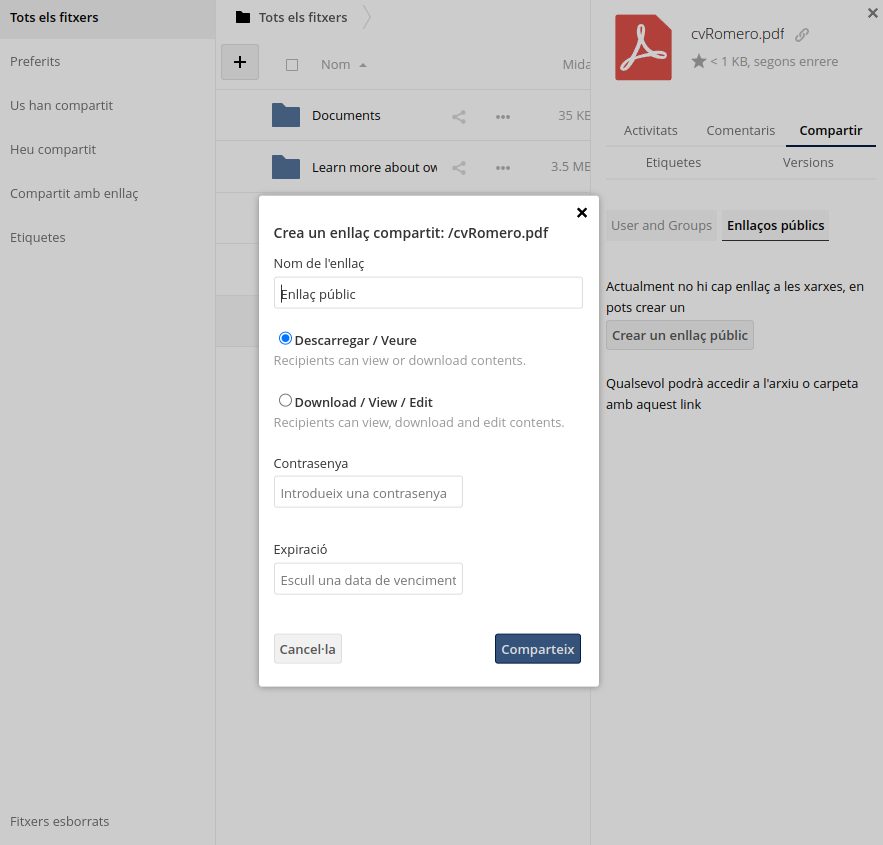 Tots els fitxers
Preferits
Us han compartit
Heu compartit
Compartit amb enllaç
Etiquetes
Fitxers esborrats
Tots els fitxers
+
Nom
Mida
Documents
35 KB
Learn more about ow
3.5 MB
cvRomero.pdf
< 1 KB, segons enrere
Activitats Comentaris Compartir
Etiquetes Versions
User and Groups Enllaços públics
Actualment no hi cap enllaç a les xarxes, en
pots crear un
Crear un enllaç públic
Qualsevol podrà accedir a l'arxiu o carpeta
amb aquest link
Crea un enllaç compartit: /cvRomero.pdf
Nom de l'enllaç
Enllaç públic
Descarregar / Veure
Recipients can view or download contents.
Download / View / Edit
Recipients can view, download and edit contents.
Contrasenya
Introdueix una contrasenya
Expiració
Escull una data de venciment
Cancel·la Comparteix